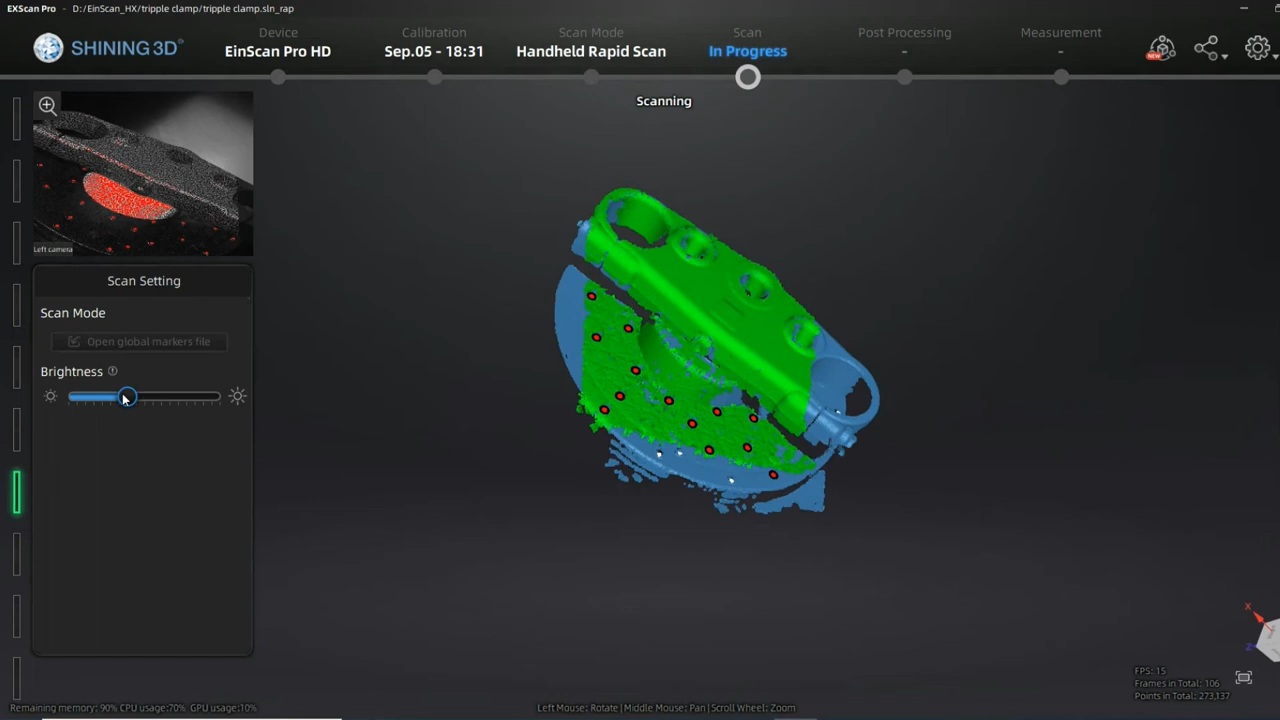 EXScan Pro - D:/EinScan_HX/tripple clamp/tripple clamp.sln_rap
SHINING 3D®
Device
EinScan Pro HD
Calibration
Sep.05 - 18:31
Scan Mode
Handheld Rapid Scan
Scan
In Progress
Post Processing
-
Measurement
-
NEW
Scanning
Left camera
Scan Setting
Scan Mode
Open global markers file
Brightness
X
Z
FPS: 15
Frames in Total: 106
Points in Total: 273,137
Remaining memory: 90% CPU usage:70% GPU usage:10%
Left Mouse: Rotate | Middle Mouse: Pan | Scroll Wheel: Zoom